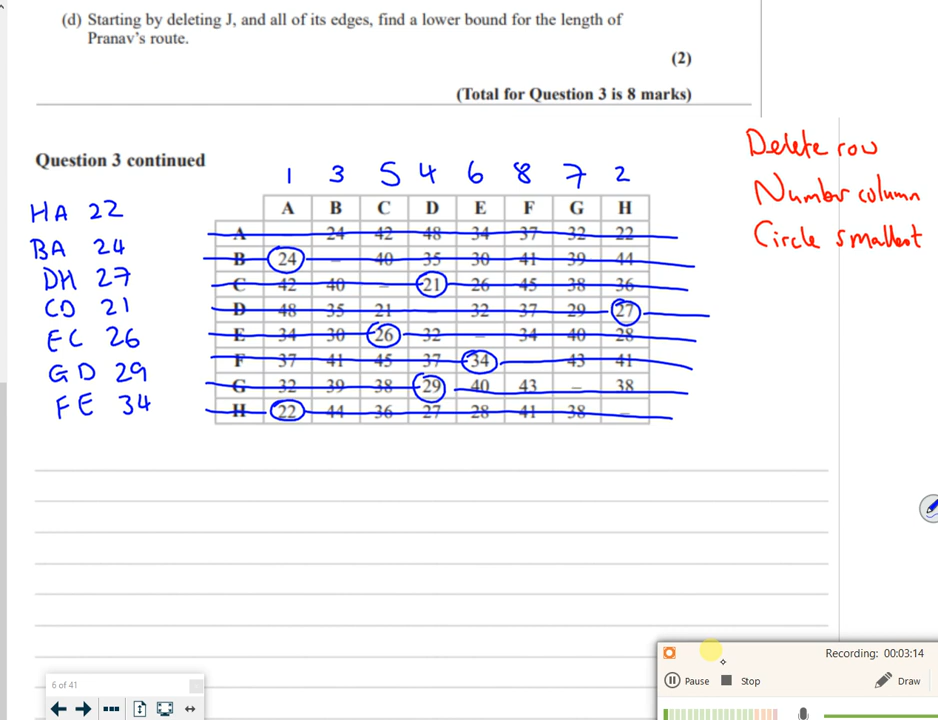 (d) Starting by deleting J, and all of its edges, find a lower bound for the length of
Pranav's route.
(2)
(Total for Question 3 is 8 marks)
Question 3 continued
Delete row
Number column
Circle smallest
1 3 5 4 6 8 7 2
A B C D E F G H
A 24 42 48 34 37 32 22
B 24 – 40 35 30 41 39 44
C 42 40 – 21 26 45 38 36
D 48 35 21 – 32 37 29 27
E 34 30 26 32 – 34 40 28
F 37 41 45 37 34 – 43 41
G 32 39 38 29 40 43 – 38
H 22 44 36 27 28 41 38 –
HA 22
BA 24
DH 27
CD 21
EC 26
GD 29
FE 34
6 of 41
Recording: 00:03:14
Pause Stop Draw